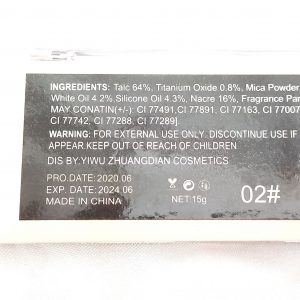 INGREDIENTS: Talc 64%, Titanium Oxide 0.8%, Mica Powder
White Oil 4.2%,Silicone Oil 4.3%, Nacre 16%, Fragrance Par
MAY CONATIN(+/-): CI 77491,CI 77891, CI 77163, CI 77007
CI 77742, CI 77288, CI 77289].
WARNING: FOR EXTERNAL USE ONLY. DISCONTINUE USE IF
APPEAR.KEEP OUT OF REACH OF CHILDREN
DIS BY:YIWU ZHUANGDIAN COSMETICS
PRO.DATE: 2020.06
EXP. DATE: 2024.06
MADE IN CHINA
NET:15g
02#